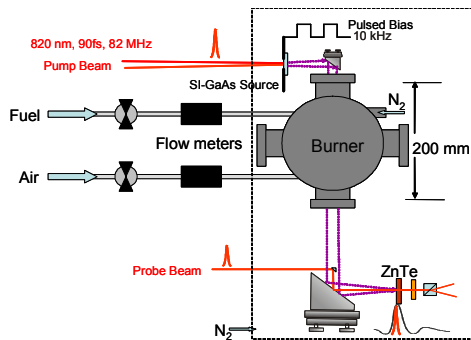 Pulsed Bias
10 kHz
820 nm, 90fs, 82 MHz
Pump Beam
SI-GaAs Source
N2
Fuel
Flow meters
Burner
200 mm
Air
Probe Beam
ZnTe
N2